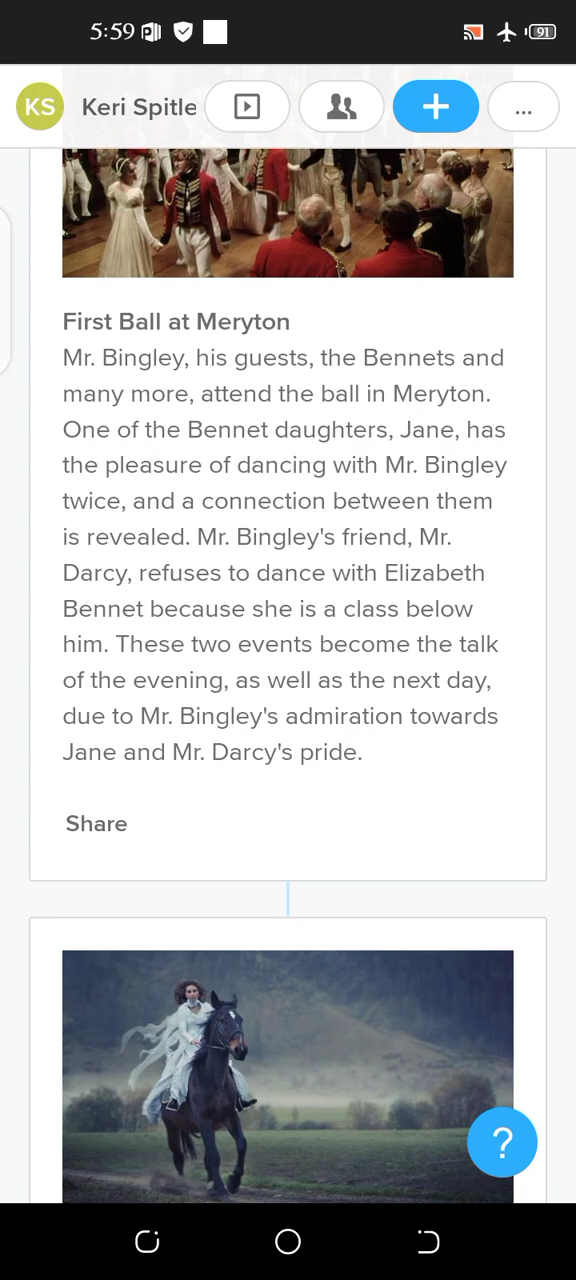 5:59
91
KS Keri Spitle
...
First Ball at Meryton
Mr. Bingley, his guests, the Bennets and
many more, attend the ball in Meryton.
One of the Bennet daughters, Jane, has
the pleasure of dancing with Mr. Bingley
twice, and a connection between them
is revealed. Mr. Bingley's friend, Mr.
Darcy, refuses to dance with Elizabeth
Bennet because she is a class below
him. These two events become the talk
of the evening, as well as the next day,
due to Mr. Bingley's admiration towards
Jane and Mr. Darcy's pride.
Share
?